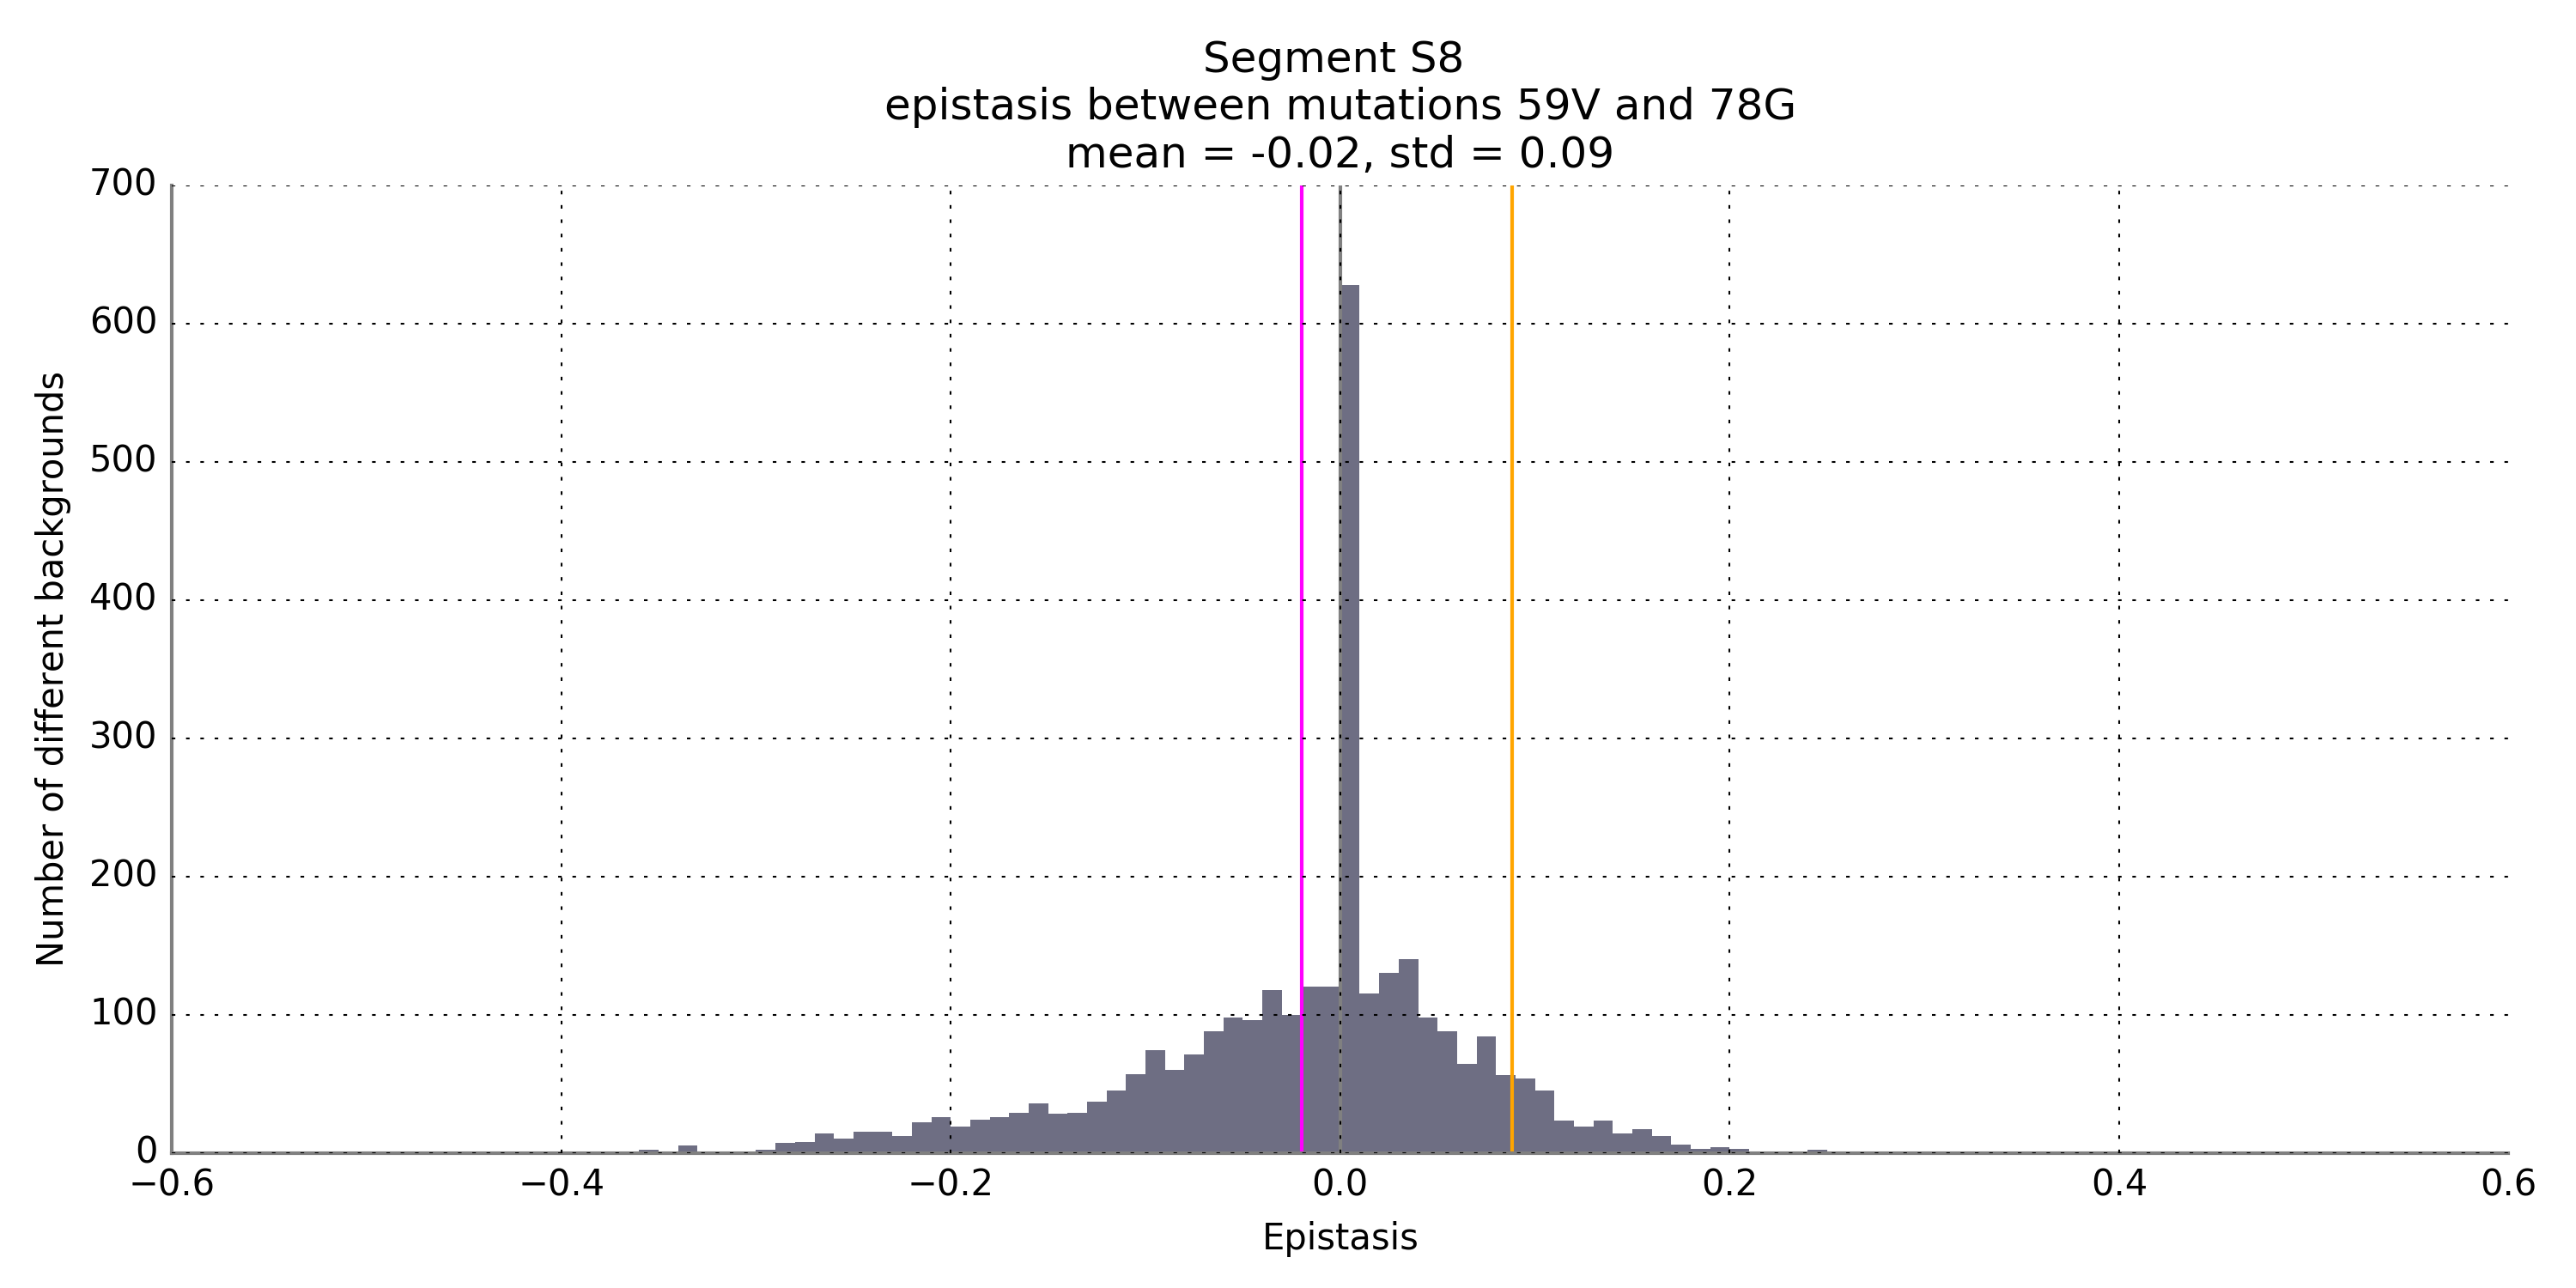 Segment S8
epistasis between mutations 59V and 78G
mean = -0.02, std = 0.09
700
600
500
400
300
200
100
0
Number of different backgrounds
−0.6 −0.4 −0.2 0.0 0.2 0.4 0.6
Epistasis